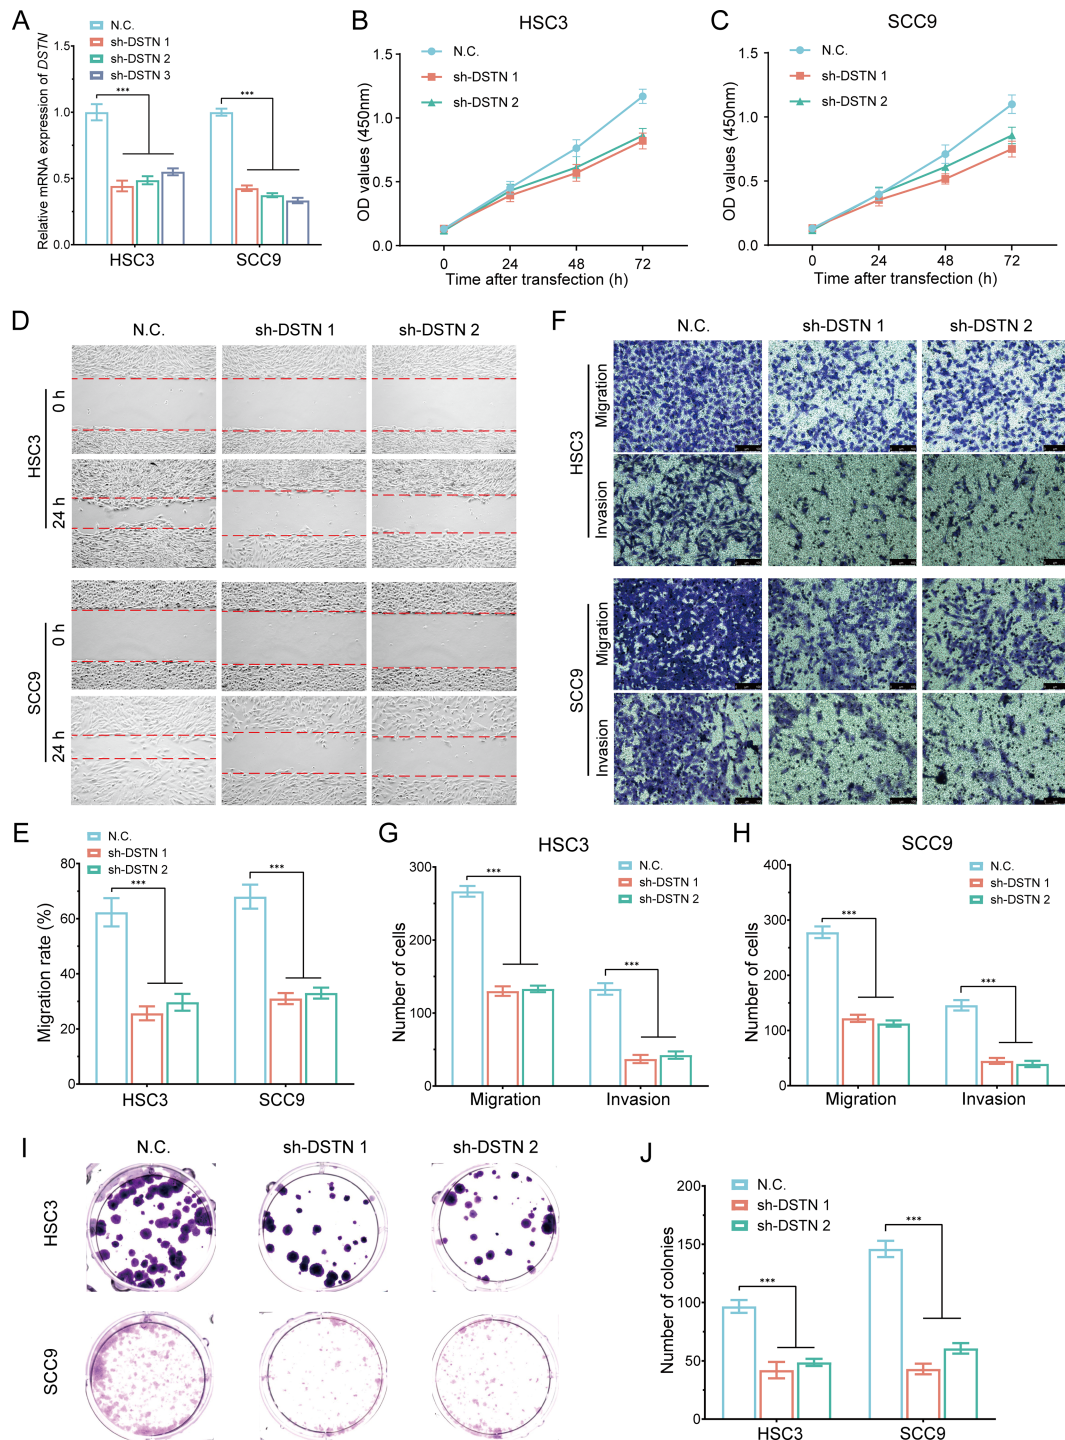 A
N.C.
sh-DSTN 1
sh-DSTN 2
sh-DSTN 3
Relative mRNA expression of DSTN
1.5
1.0
0.5
0.0
***
***
HSC3
SCC9
B
HSC3
N.C.
sh-DSTN 1
sh-DSTN 2
OD values (450nm)
1.5
1.0
0.5
0.0
0
24
48
72
Time after transfection (h)
C
SCC9
N.C.
sh-DSTN 1
sh-DSTN 2
OD values (450nm)
1.5
1.0
0.5
0.0
0
24
48
72
Time after transfection (h)
D
N.C.
sh-DSTN 1
sh-DSTN 2
HSC3
0 h
24 h
SCC9
0 h
24 h
F
N.C.
sh-DSTN 1
sh-DSTN 2
HSC3
Migration
Invasion
SCC9
Migration
Invasion
E
N.C.
sh-DSTN 1
sh-DSTN 2
Migration rate (%)
80
60
40
20
0
***
***
HSC3
SCC9
G
HSC3
N.C.
sh-DSTN 1
sh-DSTN 2
Number of cells
300
200
100
0
***
***
Migration
Invasion
H
SCC9
N.C.
sh-DSTN 1
sh-DSTN 2
Number of cells
400
300
200
100
0
***
***
Migration
Invasion
I
N.C.
sh-DSTN 1
sh-DSTN 2
HSC3
SCC9
J
N.C.
sh-DSTN 1
sh-DSTN 2
Number of colonies
200
150
100
50
0
***
***
HSC3
SCC9